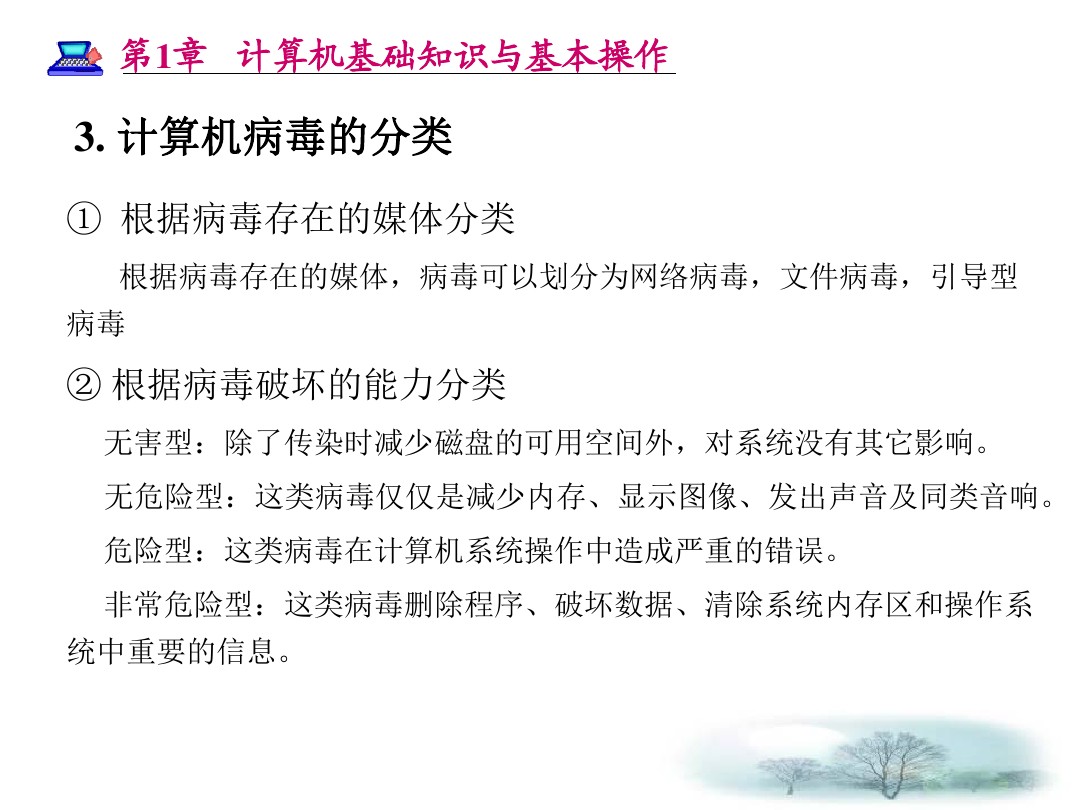 第1章 计算机基础知识与基本操作
3. 计算机病毒的分类
① 根据病毒存在的媒体分类
根据病毒存在的媒体，病毒可以划分为网络病毒，文件病毒，引导型
病毒
② 根据病毒破坏的能力分类
无害型：除了传染时减少磁盘的可用空间外，对系统没有其它影响。
无危险型：这类病毒仅仅是减少内存、显示图像、发出声音及同类音响。
危险型：这类病毒在计算机系统操作中造成严重的错误。
非常危险型：这类病毒删除程序、破坏数据、清除系统内存区和操作系
统中重要的信息。